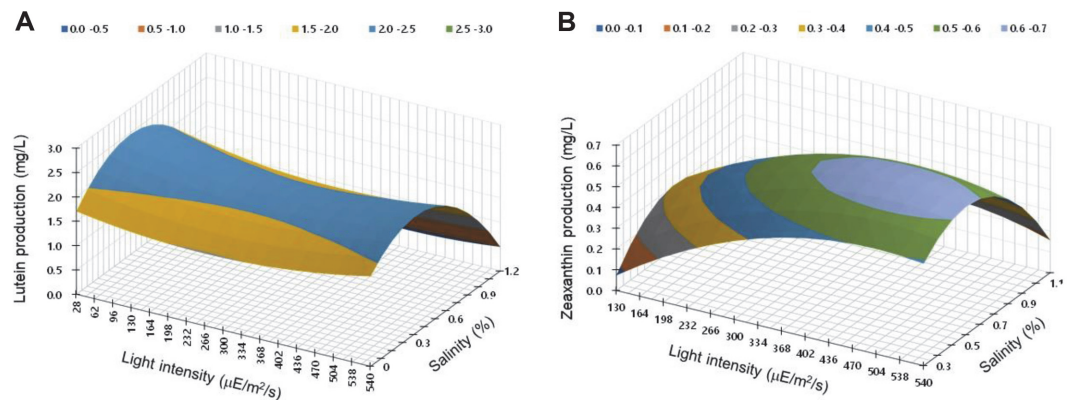 A
0.0 -0.5 0.5 -1.0 1.0 -1.5 1.5 -2.0 2.0 -2.5 2.5 -3.0
Lutein production (mg/L)
3.0
2.5
2.0
1.5
1.0
0.5
0.0
28 62 96 130 164 198 232 266 300 334 368 402 436 470 504 538 540
Light intensity (μE/m²/s)
0 0.3 0.6 0.9 1.2
Salinity (%)
B
0.0 -0.1 0.1 -0.2 0.2 -0.3 0.3 -0.4 0.4 -0.5 0.5 -0.6 0.6 -0.7
Zeaxanthin production (mg/L)
0.7
0.6
0.5
0.4
0.3
0.2
0.1
0.0
130 164 198 232 266 300 334 368 402 436 470 504 538 540
Light intensity (μE/m²/s)
0.3 0.5 0.7 0.9 1.1
Salinity (%)